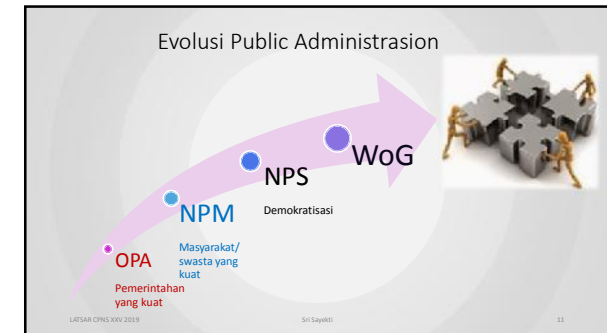 Evolusi Public Administrasion
WoG
NPS
Demokratisasi
NPM
Masyarakat/
swasta yang
kuat
OPA
Pemerintahan
yang kuat
LATSAR CPNS XXV 2019
Sri Sayekti
11